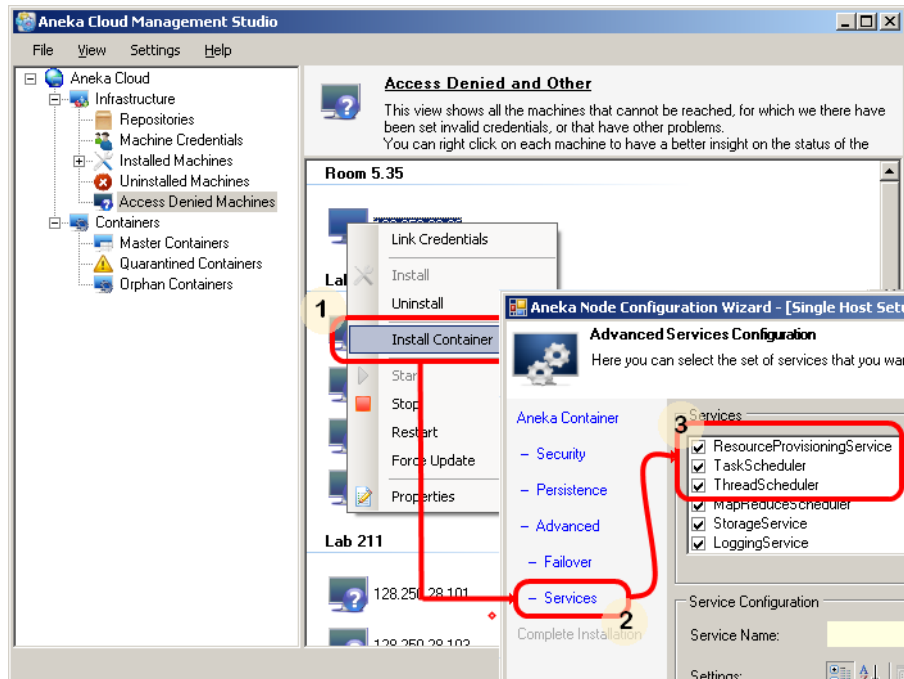 Aneka Cloud Management Studio
File View Settings Help
Aneka Cloud
Infrastructure
Repositories
Machine Credentials
Installed Machines
Uninstalled Machines
Access Denied Machines
Containers
Master Containers
Quarantined Containers
Orphan Containers
Access Denied and Other
This view shows all the machines that cannot be reached, for which we there have
been set invalid credentials, or that have other problems.
You can right click on each machine to have a better insight on the status of the
Room 5.35
Link Credentials
Install
Uninstall
1
Install Container
Start
Stop
Restart
Force Update
Properties
Lab 211
128.250.28.101
128.250.28.103
Aneka Node Configuration Wizard - [Single Host Setu
Advanced Services Configuration
Here you can select the set of services that you wa
Aneka Container
– Security
– Persistence
– Advanced
– Failover
– Services
2
Complete Installation
Services
3
ResourceProvisioningService
TaskScheduler
ThreadScheduler
MapReduceScheduler
StorageService
LoggingService
Service Configuration
Service Name:
Settings: